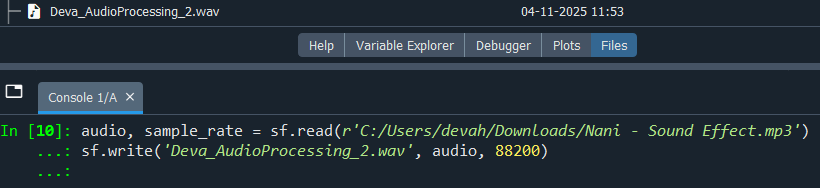 Deva_AudioProcessing_2.wav 04-11-2025 11:53
Help Variable Explorer Debugger Plots Files
Console 1/A ×
In [10]: audio, sample_rate = sf.read(r'C:/Users/devah/Downloads/Nani - Sound Effect.mp3')
...: sf.write('Deva_AudioProcessing_2.wav', audio, 88200)
...: